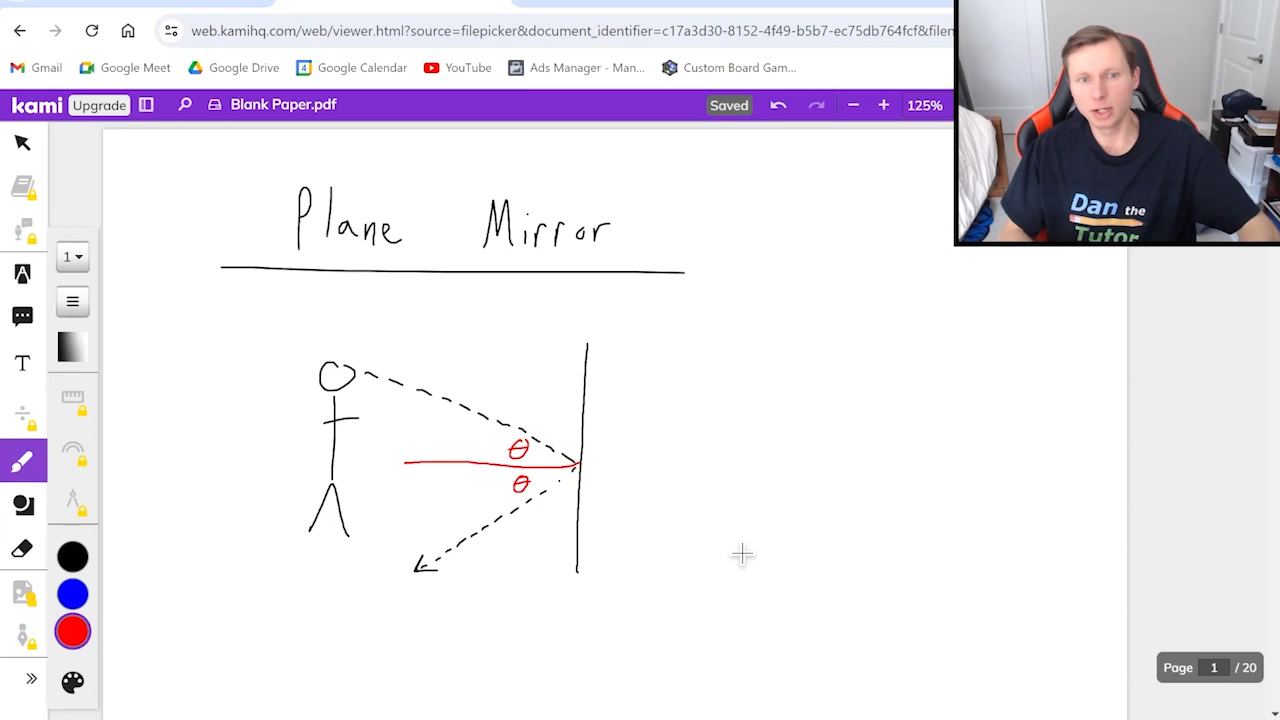 web.kamihq.com/web/viewer.html?source=filepicker&document_identifier=c17a3d30-8152-4f49-b5b7-ec75db764fcf&filen
Gmail Google Meet Google Drive 4 Google Calendar YouTube Ads Manager - Man... Custom Board Gam...
kami Upgrade Blank Paper.pdf Saved 125%
Dan the
Tutor
Plane Mirror
1
A
T
θ
θ
Page 1 / 20